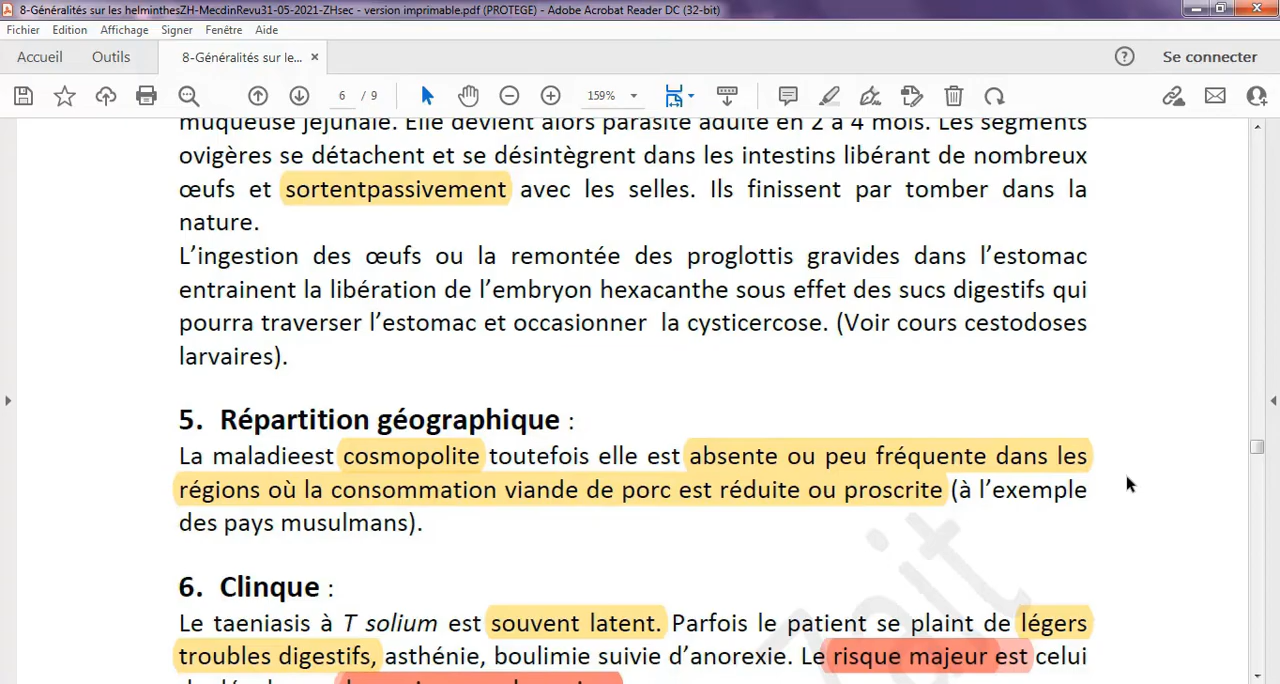 8-Généralités sur les helminthesZH-MecdinRevu31-05-2021-ZHsec - version imprimable.pdf (PROTEGE) - Adobe Acrobat Reader DC (32-bit)
Fichier Edition Affichage Signer Fenêtre Aide
Accueil Outils 8-Généralités sur le... × Se connecter
6 / 9 159%
muqueuse jéjunale. Elle devient alors parasite adulte en 2 à 4 mois. Les segments
ovigères se détachent et se désintègrent dans les intestins libérant de nombreux
œufs et sortentpassivement avec les selles. Ils finissent par tomber dans la
nature.
L’ingestion des œufs ou la remontée des proglottis gravides dans l’estomac
entrainent la libération de l’embryon hexacanthe sous effet des sucs digestifs qui
pourra traverser l’estomac et occasionner la cysticercose. (Voir cours cestodoses
larvaires).
5. Répartition géographique :
La maladieest cosmopolite toutefois elle est absente ou peu fréquente dans les
régions où la consommation viande de porc est réduite ou proscrite (à l’exemple
des pays musulmans).
6. Clinque :
Le taeniasis à T solium est souvent latent. Parfois le patient se plaint de légers
troubles digestifs, asthénie, boulimie suivie d’anorexie. Le risque majeur est celui